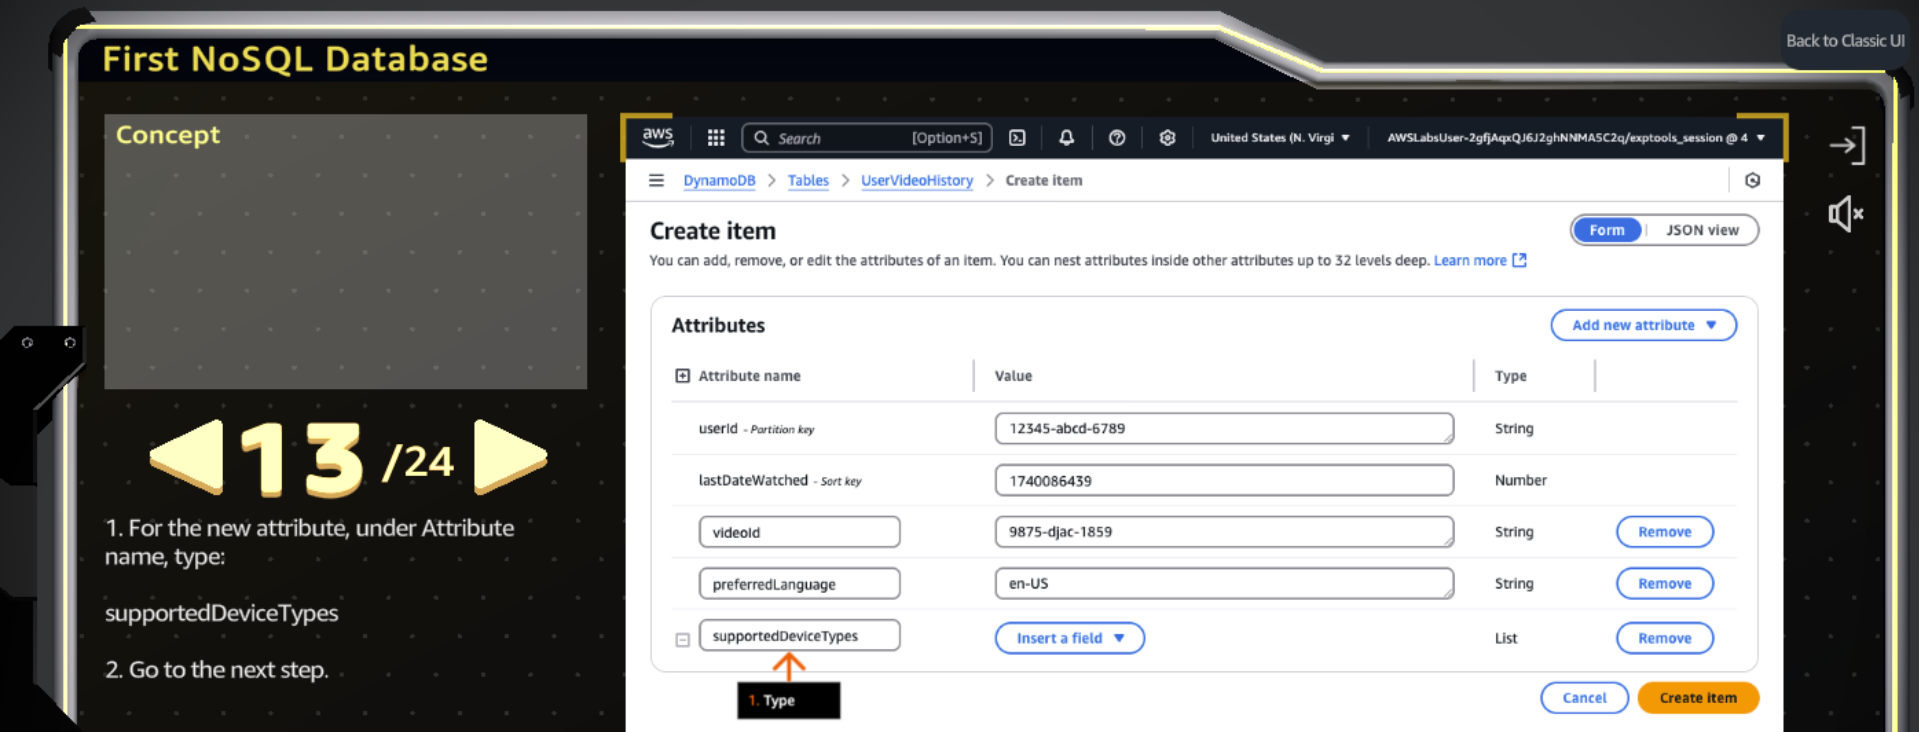 Back to Classic UI
First NoSQL Database
Concept
13 /24
1. For the new attribute, under Attribute
name, type:
supportedDeviceTypes
2. Go to the next step.
aws
Search [Option+S]
United States (N. Virgi
AWSLabsUser-2gfjAqxQJ6J2ghNNMA5C2q/exptools_session @ 4
DynamoDB > Tables > UserVideoHistory > Create item
Create item
Form | JSON view
You can add, remove, or edit the attributes of an item. You can nest attributes inside other attributes up to 32 levels deep. Learn more
Attributes
Add new attribute
Attribute name Value Type
userId - Partition key 12345-abcd-6789 String
lastDateWatched - Sort key 1740086439 Number
videoId 9875-djac-1859 String Remove
preferredLanguage en-US String Remove
supportedDeviceTypes Insert a field List Remove
1. Type
Cancel Create item